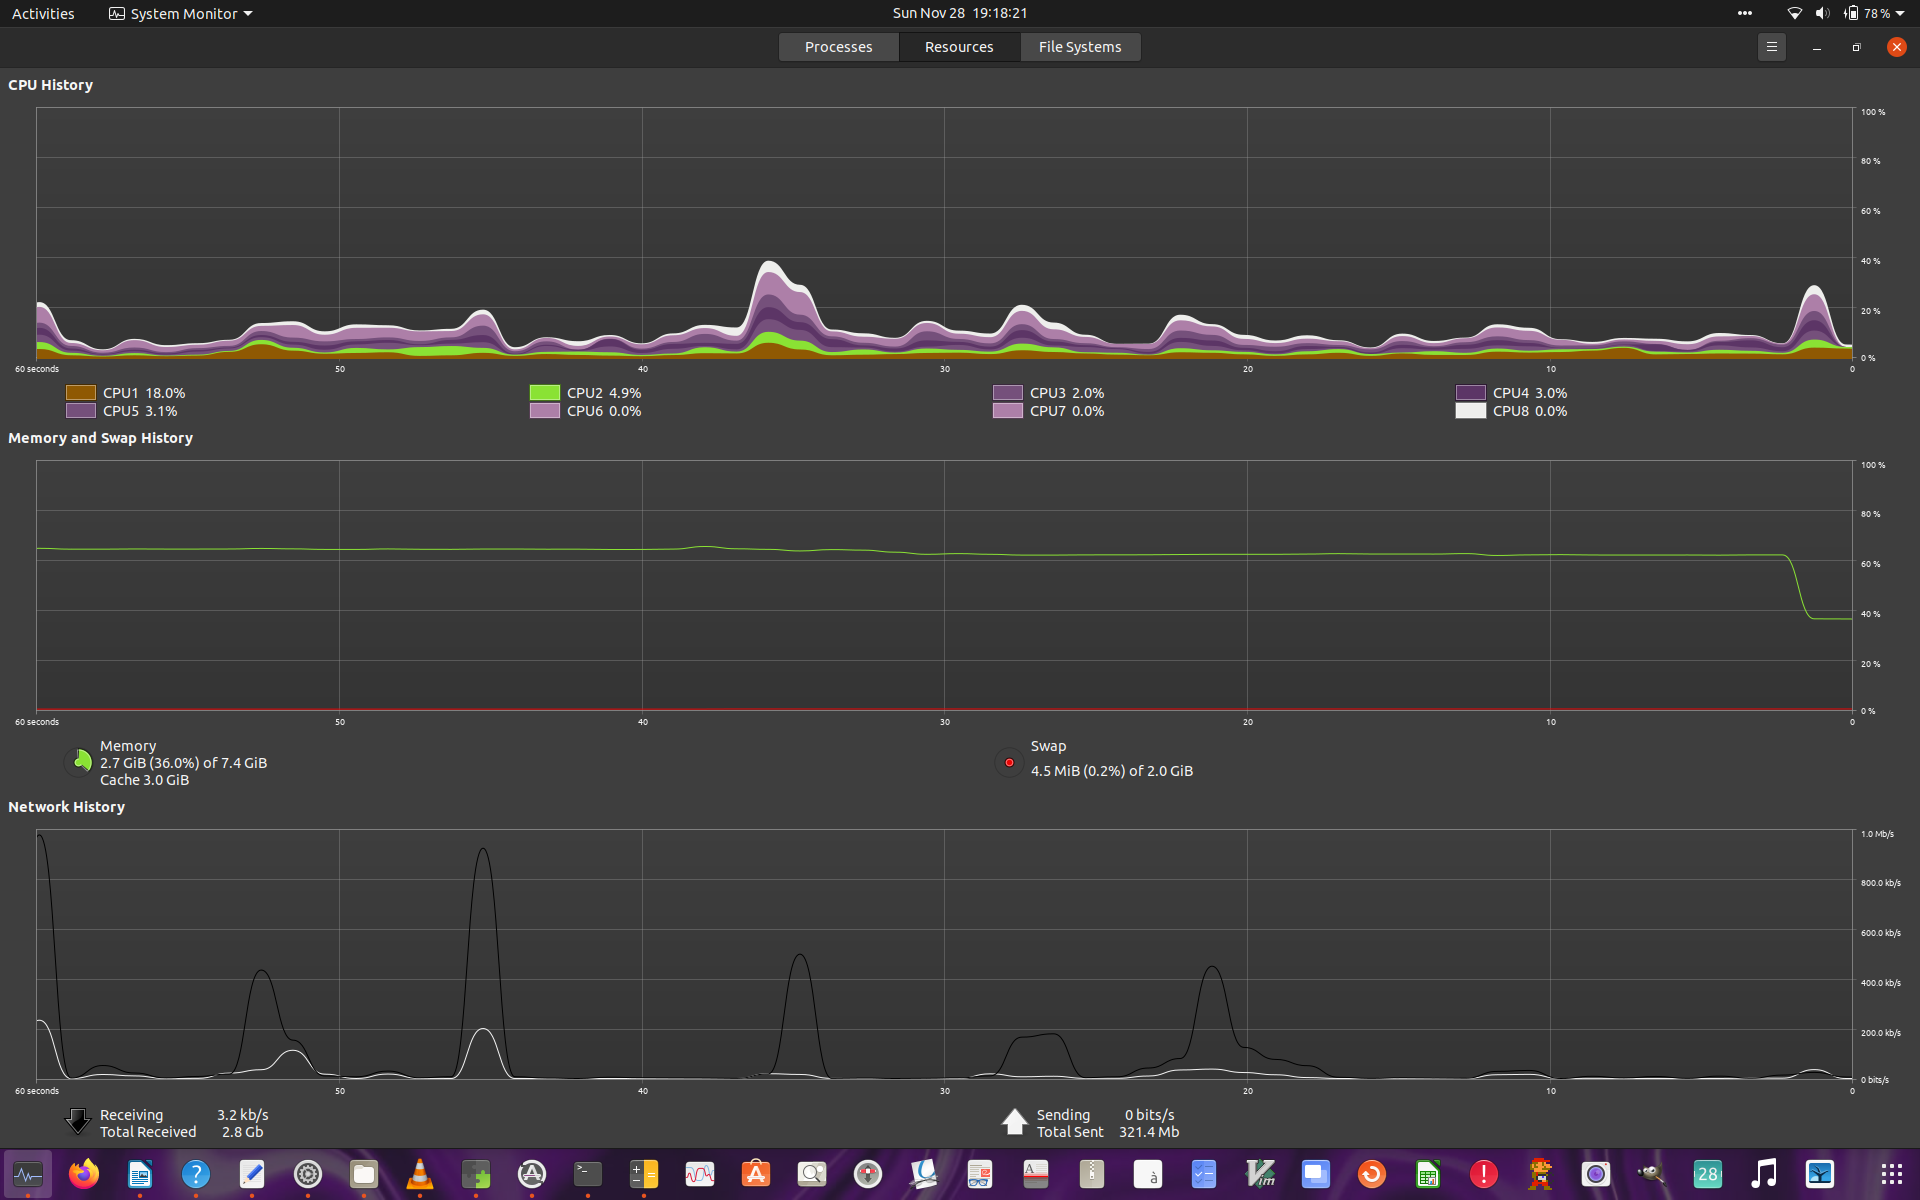 Activities System Monitor Sun Nov 28 19:18:21 78 %
Processes Resources File Systems
CPU History
100 %
80 %
60 %
40 %
20 %
0 %
60 seconds 50 40 30 20 10 0
CPU1 18.0% CPU2 4.9% CPU3 2.0% CPU4 3.0%
CPU5 3.1% CPU6 0.0% CPU7 0.0% CPU8 0.0%
Memory and Swap History
100 %
80 %
60 %
40 %
20 %
0 %
60 seconds 50 40 30 20 10 0
Memory Swap
2.7 GiB (36.0%) of 7.4 GiB 4.5 MiB (0.2%) of 2.0 GiB
Cache 3.0 GiB
Network History
1.0 Mb/s
800.0 kb/s
600.0 kb/s
400.0 kb/s
200.0 kb/s
0 bits/s
60 seconds 50 40 30 20 10 0
Receiving 3.2 kb/s Sending 0 bits/s
Total Received 2.8 Gb Total Sent 321.4 Mb
? >_ A à Vim ! 28